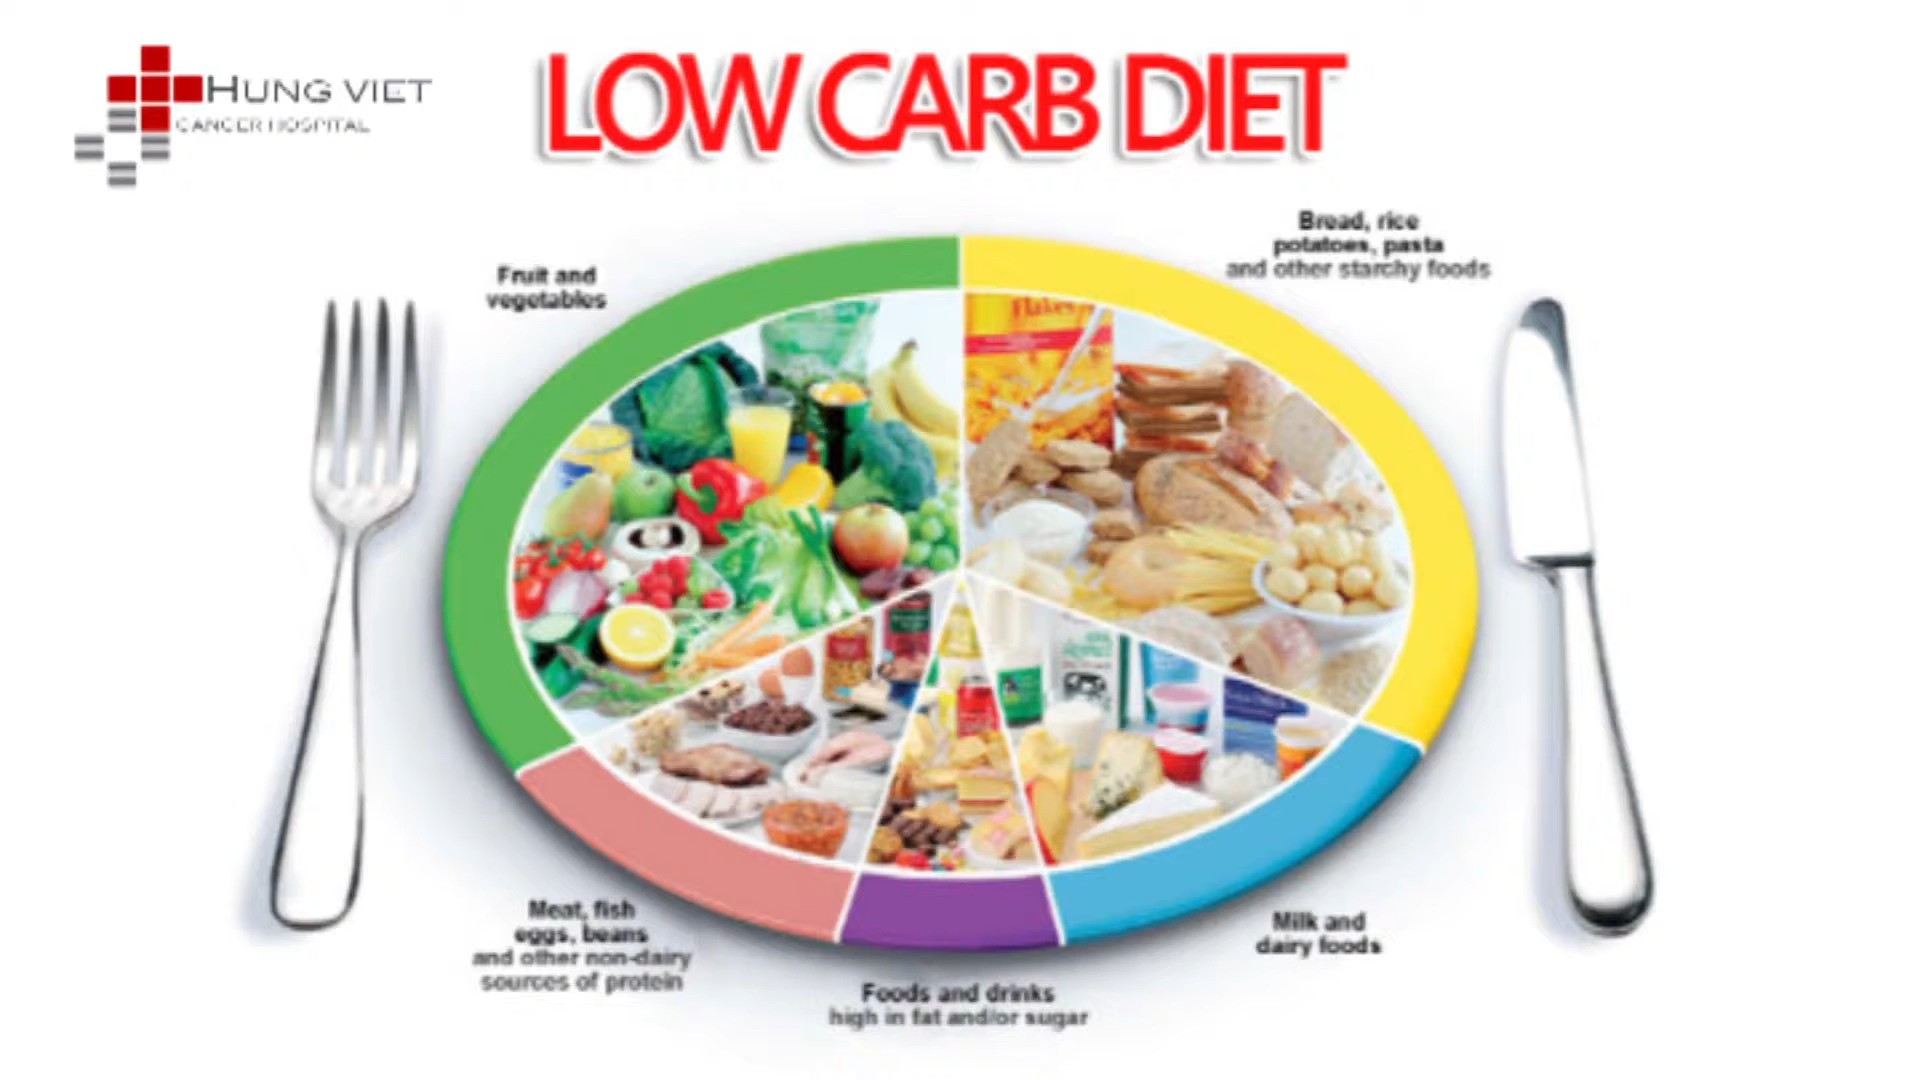 HUNG VIET
CANCER HOSPITAL
LOW CARB DIET
Fruit and
vegetables
Bread, rice
potatoes, pasta
and other starchy foods
Flakes
Meat, fish
eggs, beans
and other non-dairy
sources of protein
Foods and drinks
high in fat and/or sugar
Milk and
dairy foods